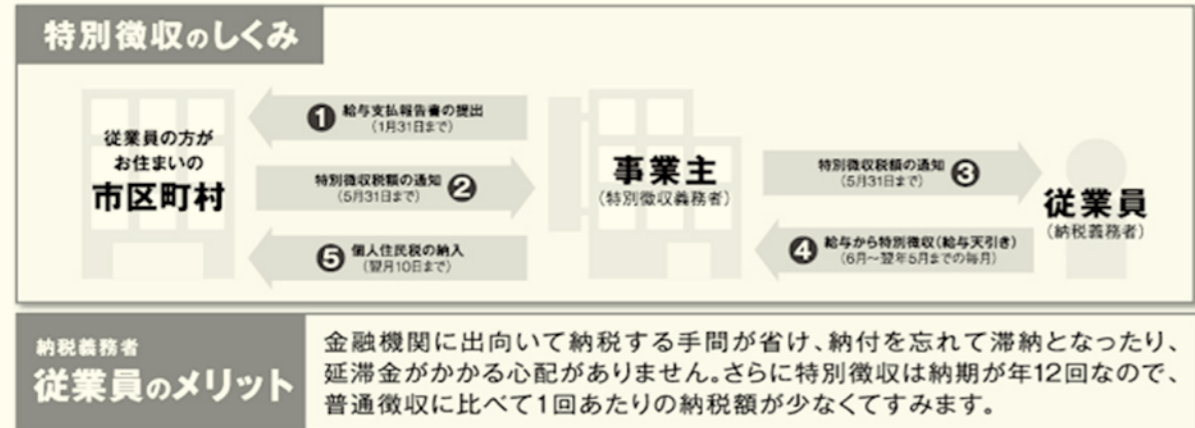 特別徴収のしくみ
従業員の方が
お住まいの
市区町村
❶ 給与支払報告書の提出
(1月31日まで)
特別徴収税額の通知 ❷
(5月31日まで)
❺ 個人住民税の納入
(翌月10日まで)
事業主
(特別徴収義務者)
特別徴収税額の通知 ❸
(5月31日まで)
❹ 給与から特別徴収(給与天引き)
(6月〜翌年5月までの毎月)
従業員
(納税義務者)
納税義務者
従業員のメリット
金融機関に出向いて納税する手間が省け、納付を忘れて滞納となったり、
延滞金がかかる心配がありません。さらに特別徴収は納期が年12回なので、
普通徴収に比べて1回あたりの納税額が少なくてすみます。